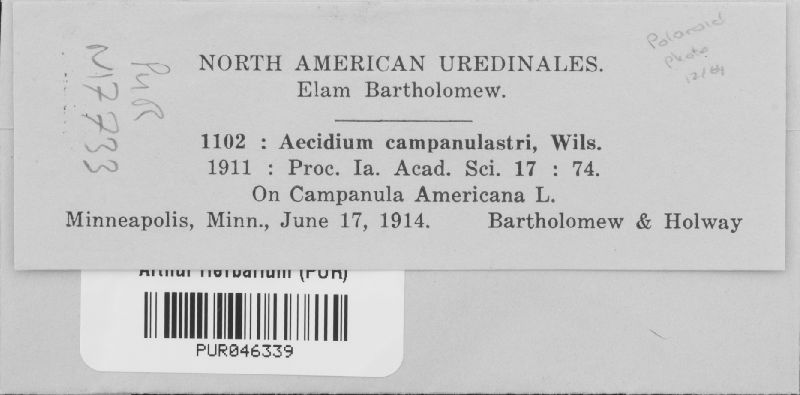 NORTH AMERICAN UREDINALES.
Elam Bartholomew.
1102 : Aecidium campanulastri, Wils.
1911 : Proc. Ia. Acad. Sci. 17 : 74.
On Campanula Americana L.
Minneapolis, Minn., June 17, 1914. Bartholomew & Holway
PUR
N17733
Polaroid
photo
12/84
Arthur Herbarium (PUR)
PUR046339